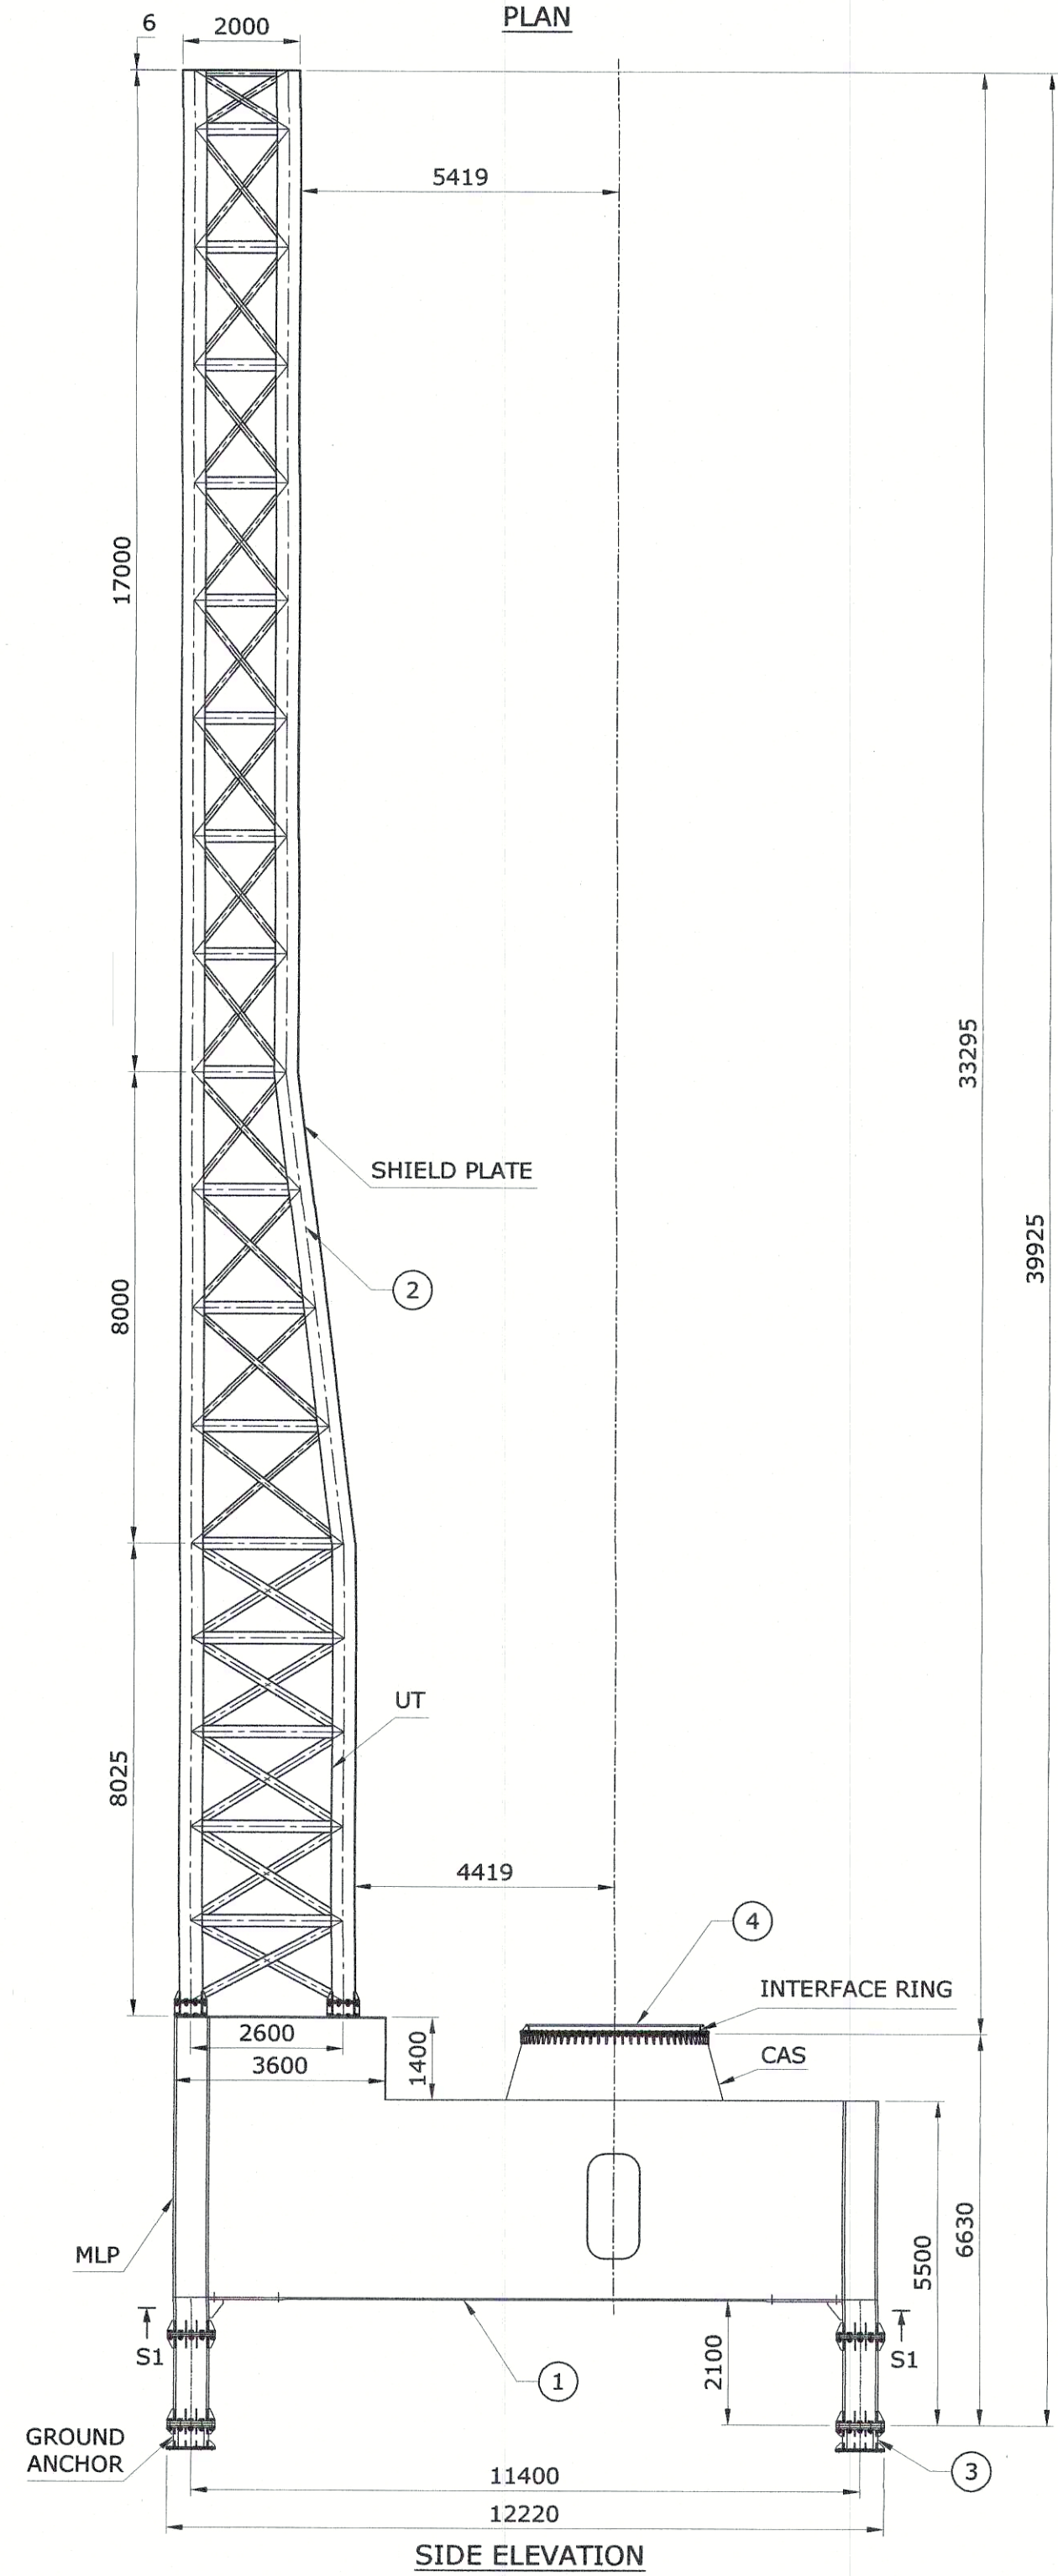 PLAN
6
2000
5419
17000
33295
SHIELD PLATE
39925
2
8000
UT
8025
4419
4
INTERFACE RING
2600
1400
CAS
3600
MLP
5500
6630
S1
S1
2100
1
GROUND
ANCHOR
3
11400
12220
SIDE ELEVATION